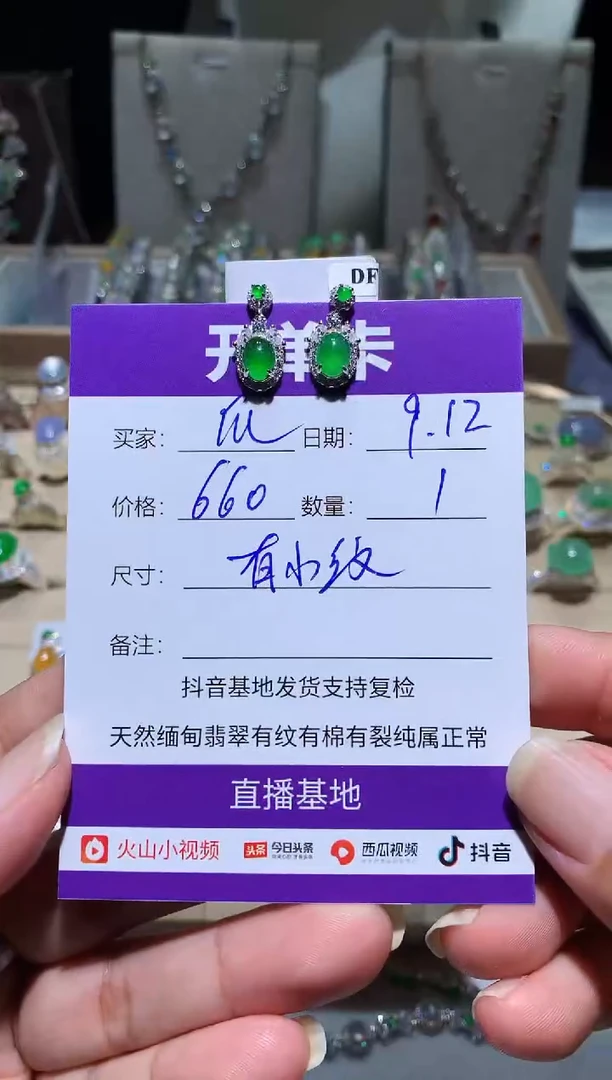 DF
开单卡
买家： 日期：9.12
价格：660 数量：1
尺寸：有小纹
备注：
抖音基地发货支持复检
天然缅甸翡翠有纹有棉有裂纯属正常
直播基地
火山小视频 头条 今日头条 西瓜视频 抖音